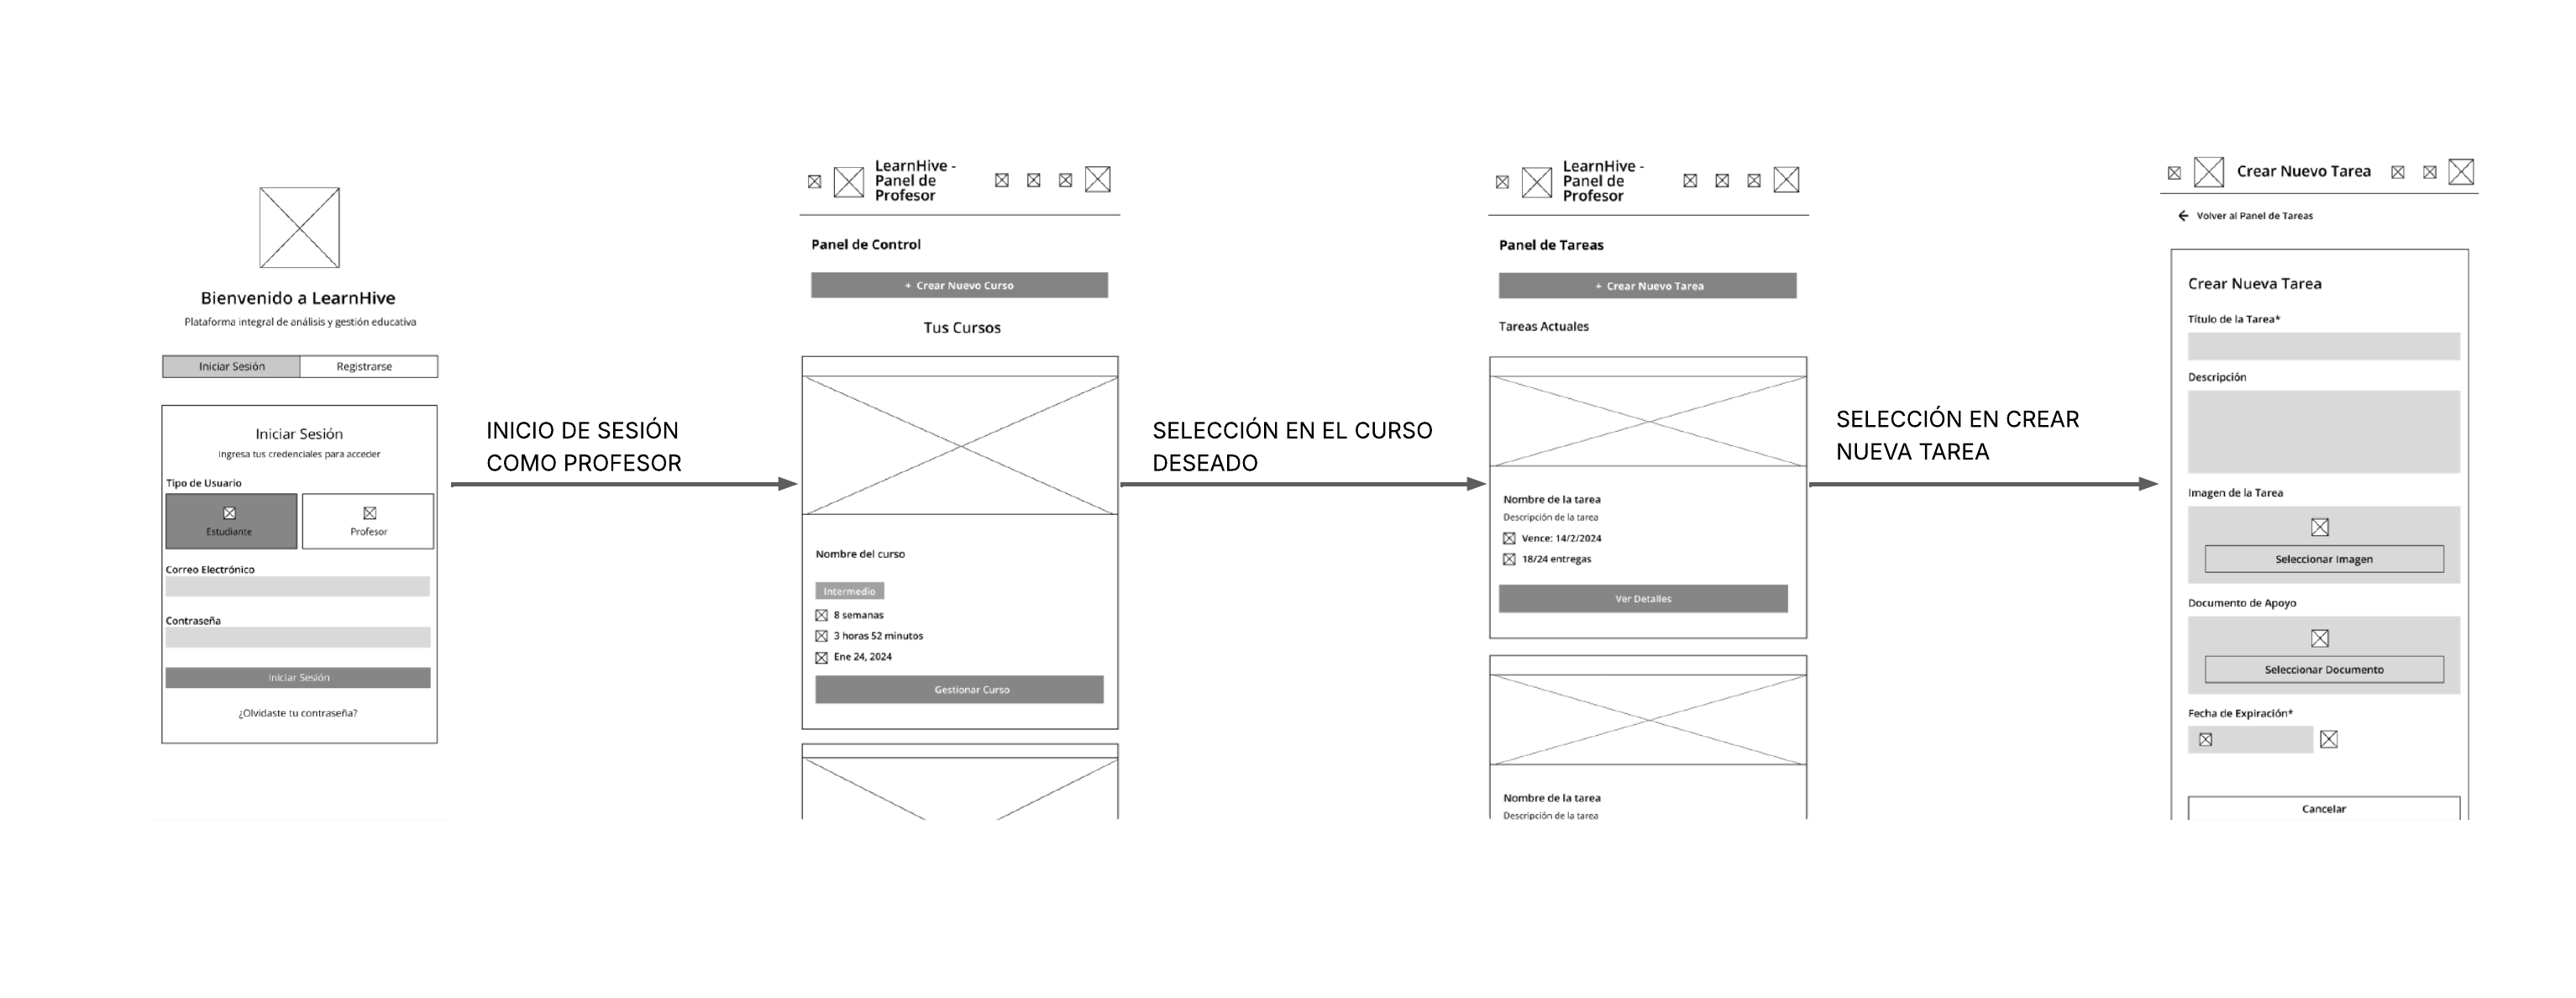 Bienvenido a LearnHive
Plataforma integral de análisis y gestión educativa
Iniciar Sesión
Registrarse
Iniciar Sesión
Ingresa tus credenciales para acceder
Tipo de Usuario
Estudiante
Profesor
Correo Electrónico
Contraseña
Iniciar Sesión
¿Olvidaste tu contraseña?
INICIO DE SESIÓN
COMO PROFESOR
LearnHive -
Panel de
Profesor
Panel de Control
+ Crear Nuevo Curso
Tus Cursos
Nombre del curso
Intermedio
8 semanas
3 horas 52 minutos
Ene 24, 2024
Gestionar Curso
SELECCIÓN EN EL CURSO
DESEADO
LearnHive -
Panel de
Profesor
Panel de Tareas
+ Crear Nuevo Tarea
Tareas Actuales
Nombre de la tarea
Descripción de la tarea
Vence: 14/2/2024
18/24 entregas
Ver Detalles
Nombre de la tarea
Descripción de la tarea
SELECCIÓN EN CREAR
NUEVA TAREA
Crear Nuevo Tarea
← Volver al Panel de Tareas
Crear Nueva Tarea
Título de la Tarea*
Descripción
Imagen de la Tarea
Seleccionar Imagen
Documento de Apoyo
Seleccionar Documento
Fecha de Expiración*
Cancelar